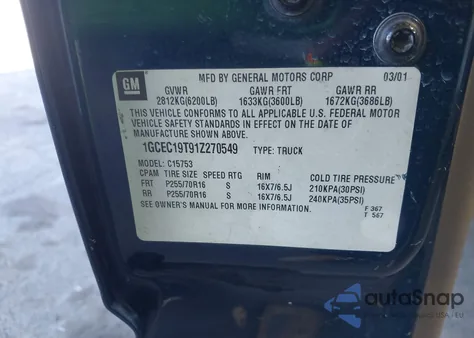 GM
MFD BY GENERAL MOTORS CORP 03/01
GVWR GAWR FRT GAWR RR
2812KG(6200LB) 1633KG(3600LB) 1672KG(3686LB)
THIS VEHICLE CONFORMS TO ALL APPLICABLE U.S. FEDERAL MOTOR
VEHICLE SAFETY STANDARDS IN EFFECT ON THE DATE OF
MANUFACTURE SHOWN ABOVE.
1GCEC19T91Z270549 TYPE: TRUCK
MODEL: C15753
CPAM TIRE SIZE SPEED RTG RIM COLD TIRE PRESSURE
FRT P255/70R16 S 16X7/6.5J 210KPA(30PSI)
RR P255/70R16 S 16X7/6.5J 240KPA(35PSI)
SEE OWNER'S MANUAL FOR MORE INFORMATION. F 367
T 567
autoSnap